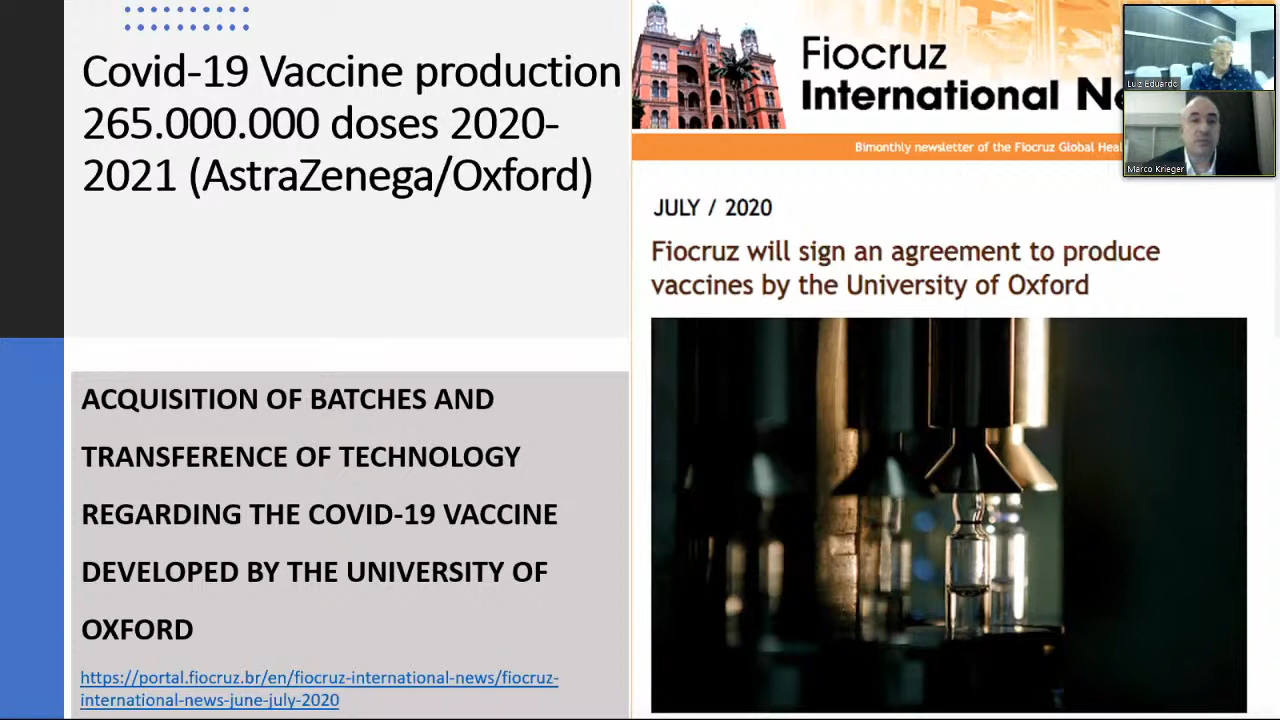 Covid-19 Vaccine production
265.000.000 doses 2020-
2021 (AstraZenega/Oxford)
ACQUISITION OF BATCHES AND
TRANSFERENCE OF TECHNOLOGY
REGARDING THE COVID-19 VACCINE
DEVELOPED BY THE UNIVERSITY OF
OXFORD
https://portal.fiocruz.br/en/fiocruz-international-news/fiocruz-
international-news-june-july-2020
Fiocruz
International Ne
Bimonthly newsletter of the Fiocruz Global Heal
JULY / 2020
Fiocruz will sign an agreement to produce
vaccines by the University of Oxford
Luiz Eduardo
Marco Krieger